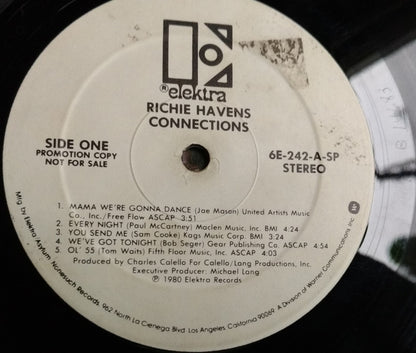 ® elektra
RICHIE HAVENS
CONNECTIONS
SIDE ONE
PROMOTION COPY
NOT FOR SALE
6E-242-A-SP
STEREO
1. MAMA WE'RE GONNA DANCE (Jae Mason) United Artists Music
Co., Inc./Free Flow ASCAP 3:51
2. EVERY NIGHT (Paul McCartney) Maclen Music, Inc. BMI 4:24
3. YOU SEND ME (Sam Cooke) Kags Music Corp. BMI 3:24
4. WE'VE GOT TONIGHT (Bob Seger) Gear Publishing Co. ASCAP 4:54
5. OL' 55 (Tom Waits) Fifth Floor Music, Inc. ASCAP 4:03
Produced by Charles Calello For Calello/Lang Productions, Inc.
Executive Producer: Michael Lang
℗ 1980 Elektra Records
Mfg. by Elektra/Asylum/Nonesuch Records, 962 North La Cienega Blvd. Los Angeles, California 90069. A Division of Warner Communications Inc.